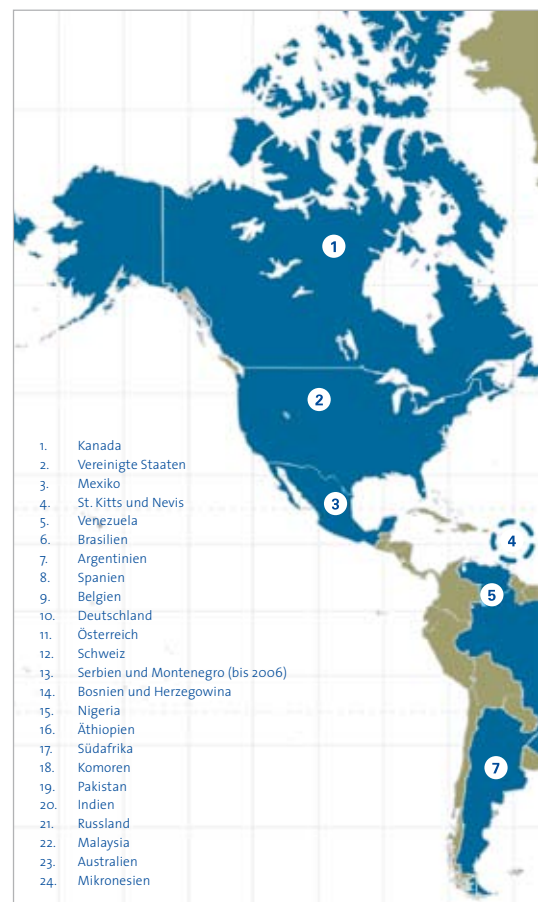 1
2
3
4
5
7
1. Kanada
2. Vereinigte Staaten
3. Mexiko
4. St. Kitts und Nevis
5. Venezuela
6. Brasilien
7. Argentinien
8. Spanien
9. Belgien
10. Deutschland
11. Österreich
12. Schweiz
13. Serbien und Montenegro (bis 2006)
14. Bosnien und Herzegowina
15. Nigeria
16. Äthiopien
17. Südafrika
18. Komoren
19. Pakistan
20. Indien
21. Russland
22. Malaysia
23. Australien
24. Mikronesien